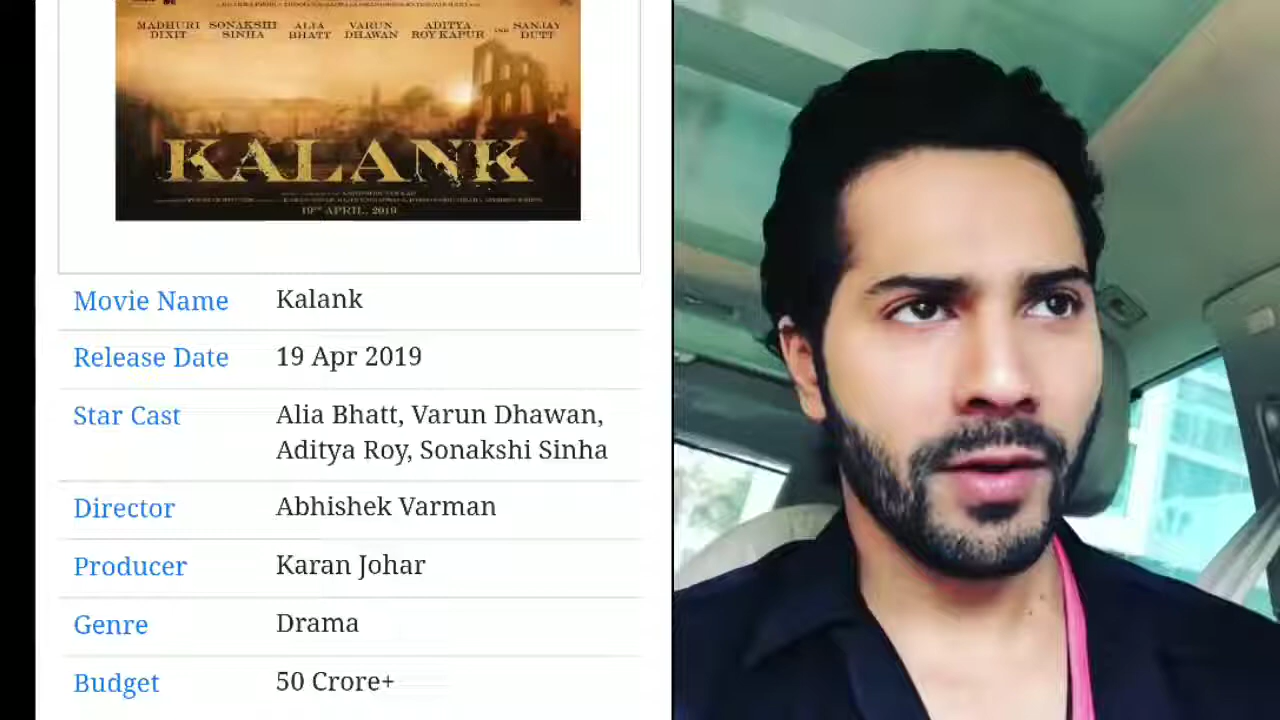 MADHURI SONAKSHI ALIA VARUN ADITYA SANJAY
DIXIT SINHA BHATT DHAWAN ROY KAPUR AND DUTT
KALANK
19TH APRIL, 2019
Movie Name Kalank
Release Date 19 Apr 2019
Star Cast Alia Bhatt, Varun Dhawan,
Aditya Roy, Sonakshi Sinha
Director Abhishek Varman
Producer Karan Johar
Genre Drama
Budget 50 Crore+